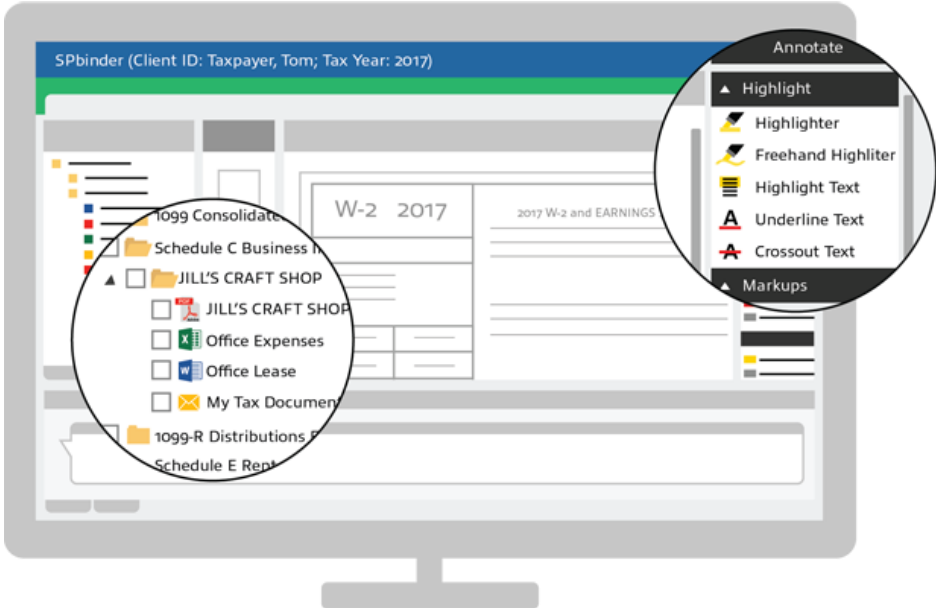 SPbinder (Client ID: Taxpayer, Tom; Tax Year: 2017)
W-2 2017
2017 W-2 and EARNINGS
1099 Consolidate
Schedule C Business
JILL'S CRAFT SHOP
PDF
JILL'S CRAFT SHOP
Office Expenses
Office Lease
My Tax Documen
1099-R Distributions
Schedule E Rent
Annotate
Highlight
Highlighter
Freehand Highliter
Highlight Text
A Underline Text
A Crossout Text
Markups